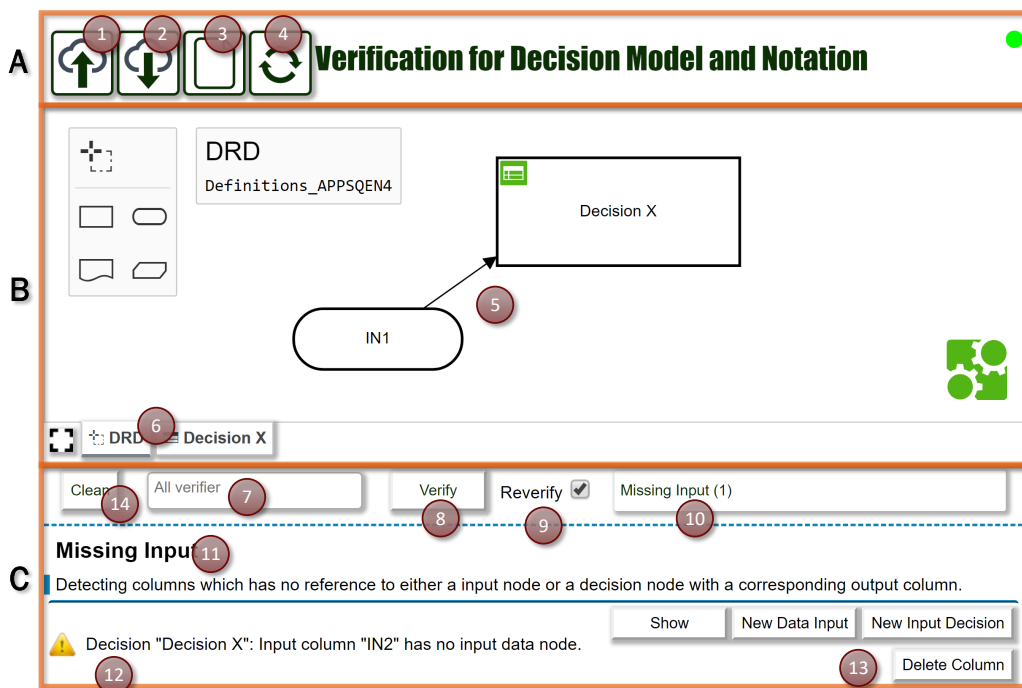 A
1
2
3
4
Verification for Decision Model and Notation
B
DRD
Definitions_APPSQEN4
Decision X
IN1
5
6
DRD
Decision X
C
Clean
14
All verifier
7
Verify
8
Reverify
9
Missing Input (1)
10
Missing Input
11
Detecting columns which has no reference to either a input node or a decision node with a corresponding output column.
Show
New Data Input
New Input Decision
Decision "Decision X": Input column "IN2" has no input data node.
12
13
Delete Column